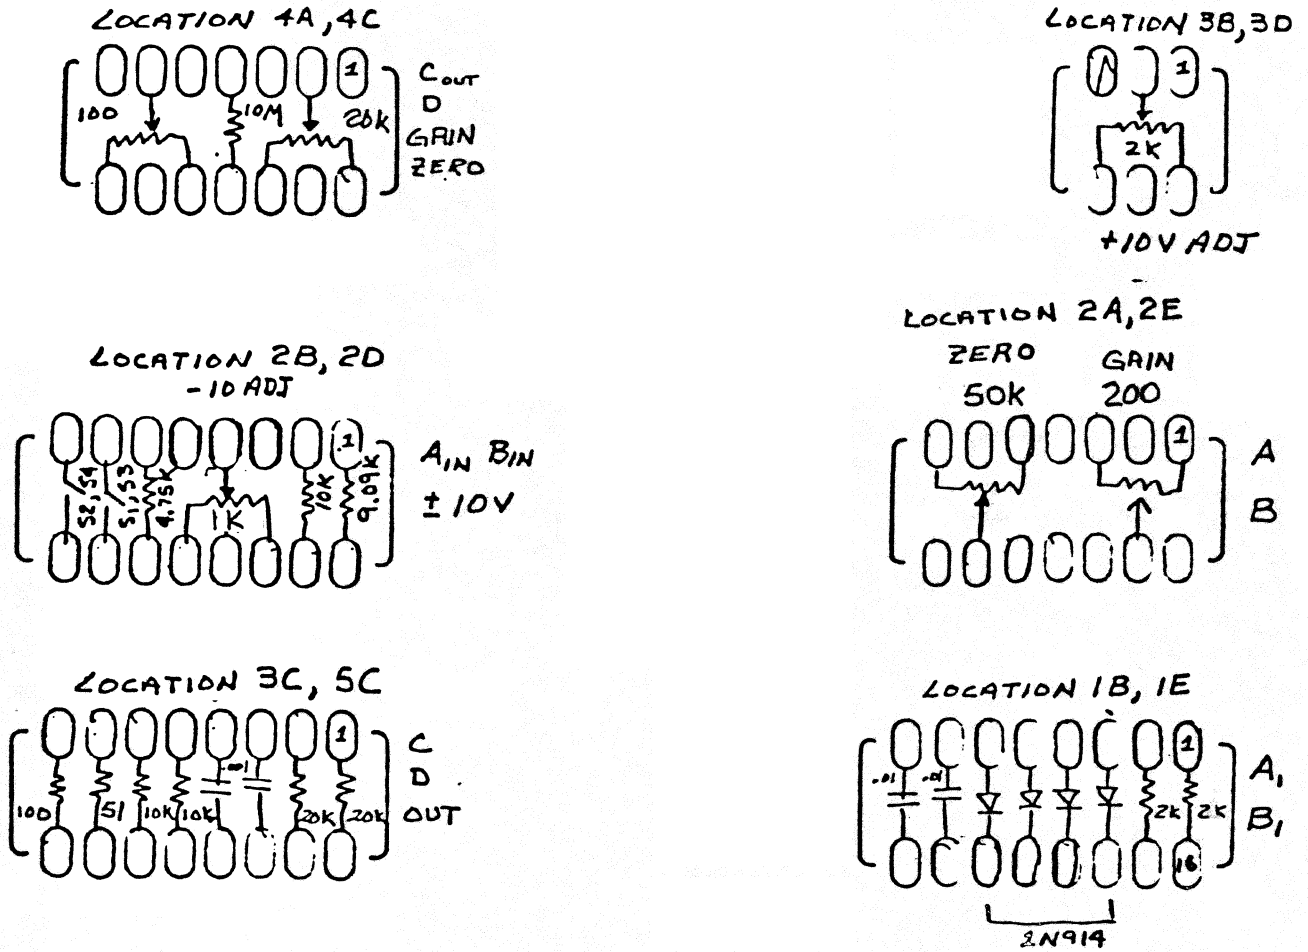 LOCATION 4A, 4C
1
100
10M
20K
COUT
D
GAIN
ZERO
LOCATION 3B, 3D
1
2K
+10V ADJ
LOCATION 2B, 2D
-10 ADJ
1
S2, S4
S1, S3
4.75K
1K
10K
9.09K
AIN BIN
± 10V
LOCATION 2A, 2E
ZERO GAIN
50K 200
1
A
B
LOCATION 3C, 5C
1
.001
100 51 10K 10K 20K 20K
C
D
OUT
LOCATION 1B, 1E
1
.01 .01
2K 2K
16
A1
B1
1N914